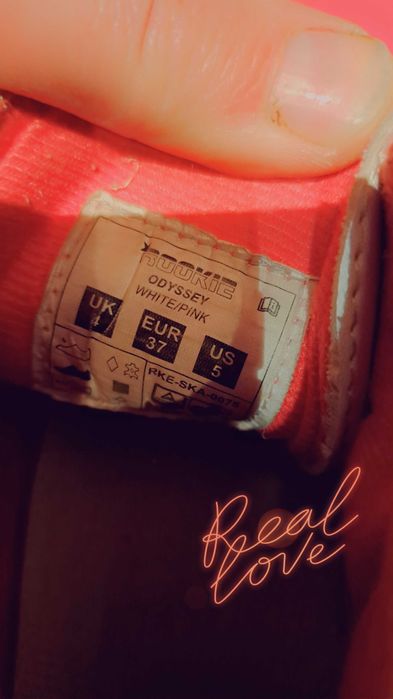 ROOKIE
ODYSSEY
WHITE/PINK
UK
4
EUR
37
US
5
RKE-SKA-0078
Real
love